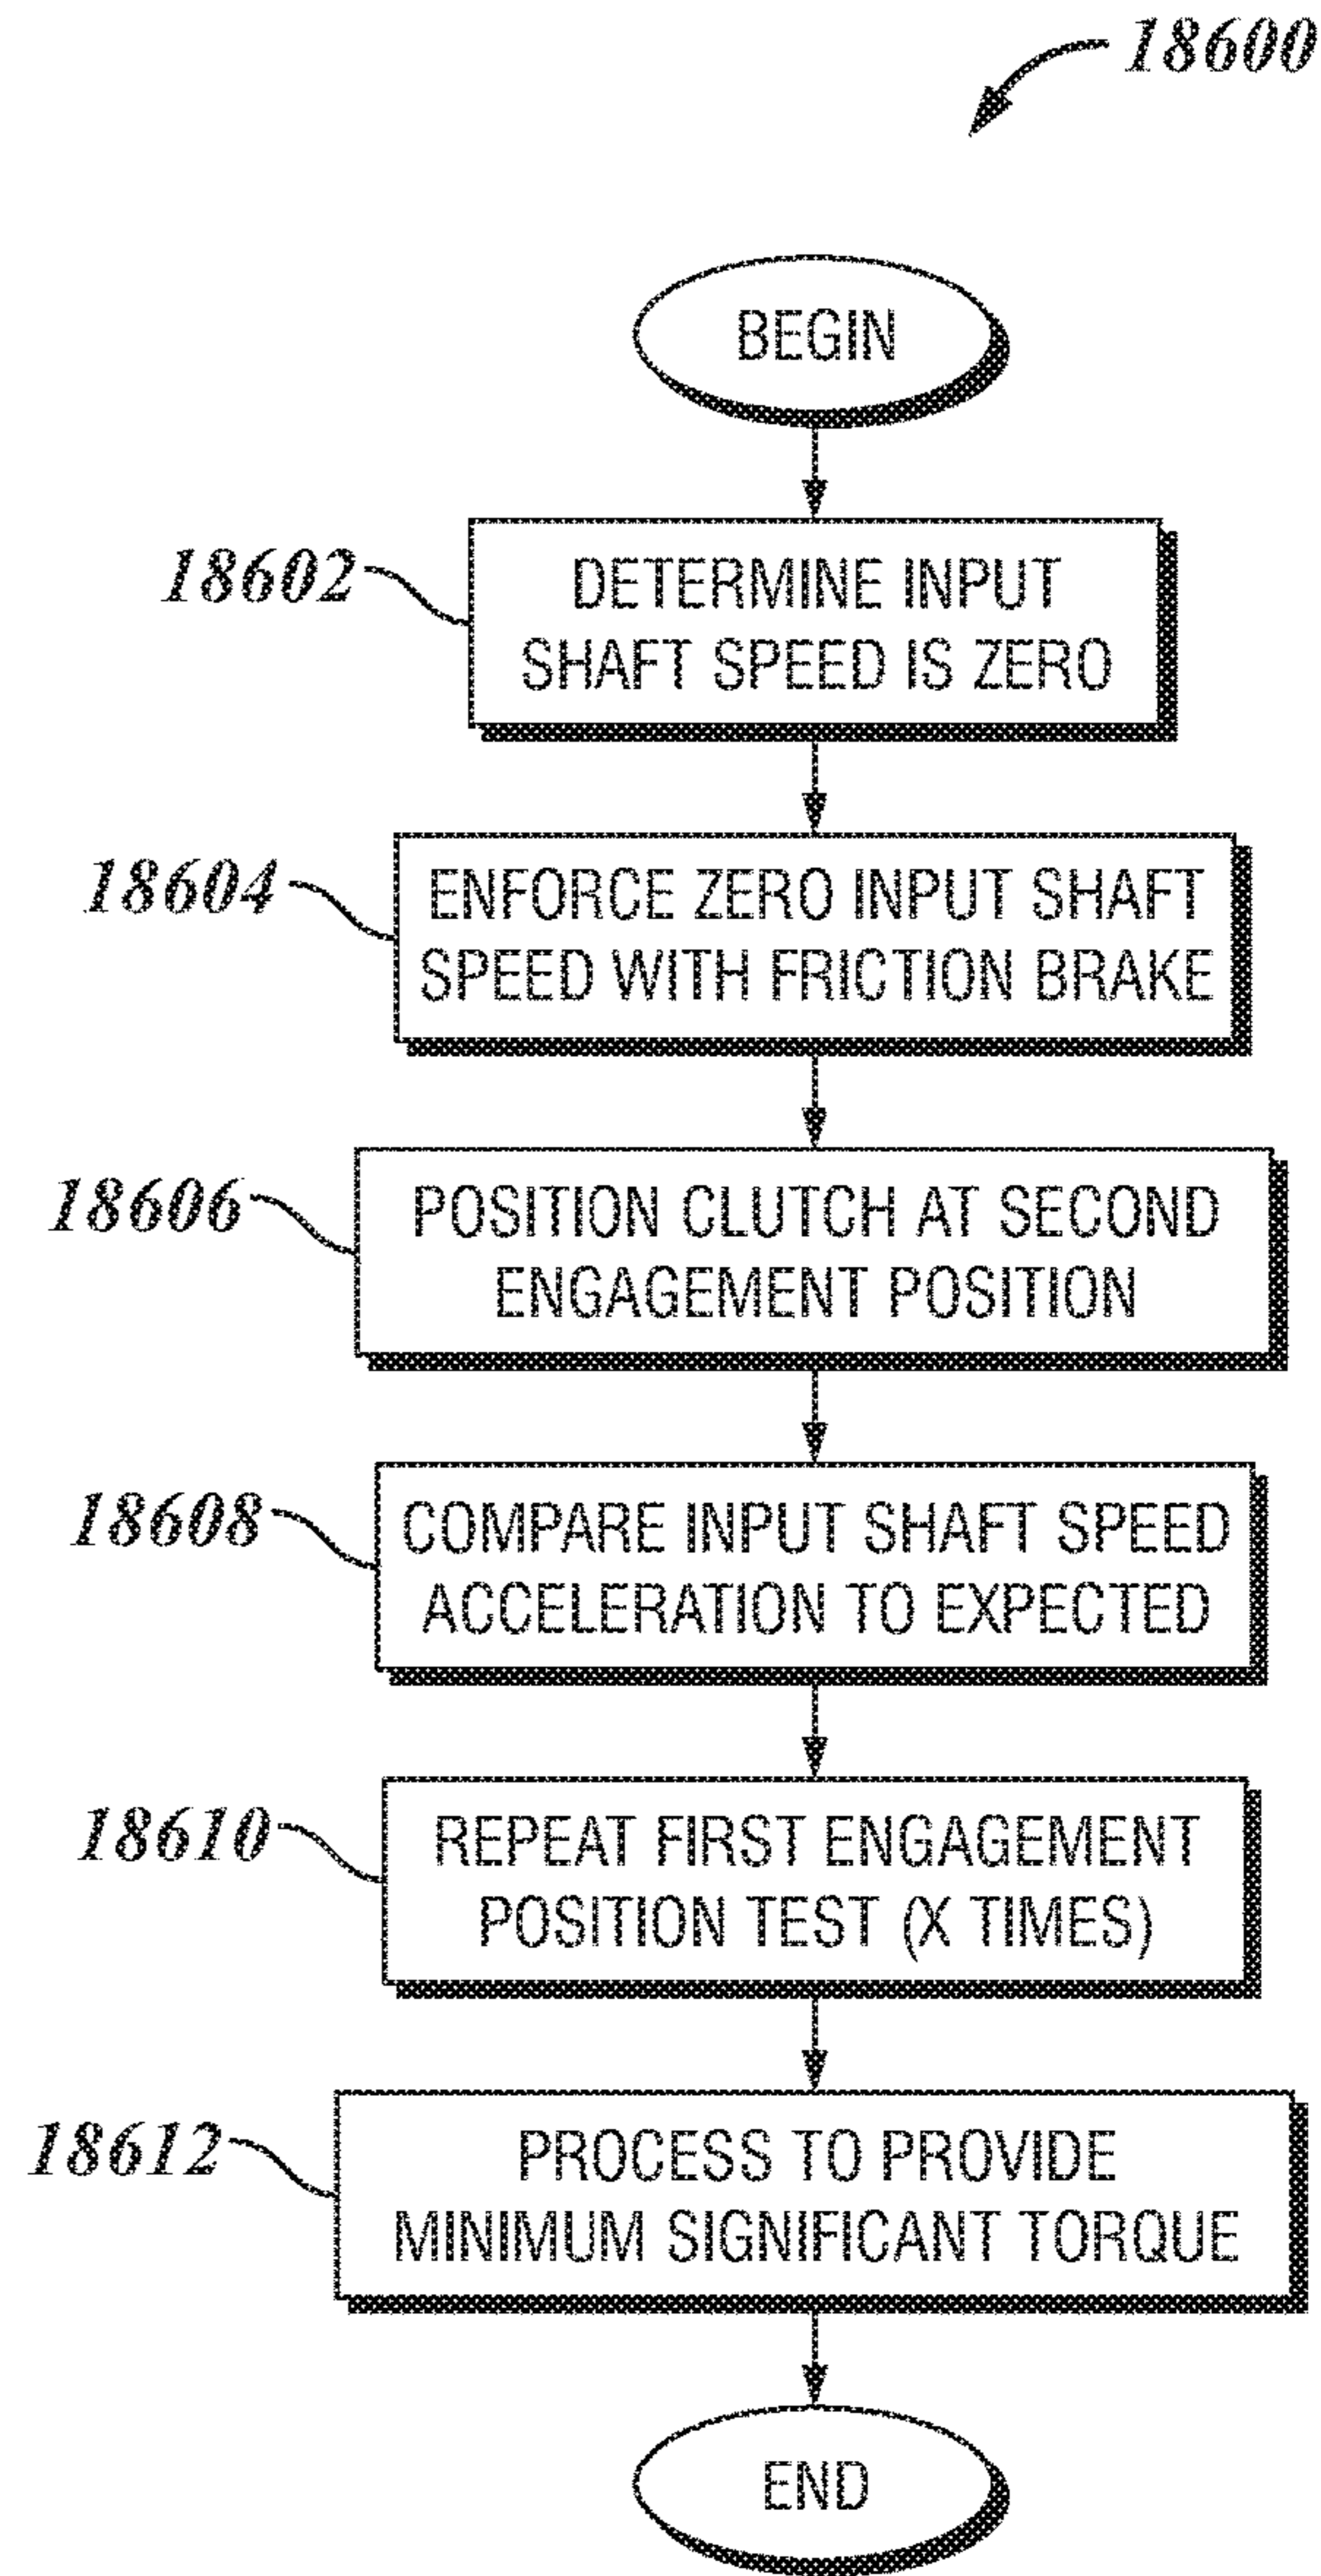 18600
BEGIN
18602
DETERMINE INPUT
SHAFT SPEED IS ZERO
18604
ENFORCE ZERO INPUT SHAFT
SPEED WITH FRICTION BRAKE
18606
POSITION CLUTCH AT SECOND
ENGAGEMENT POSITION
18608
COMPARE INPUT SHAFT SPEED
ACCELERATION TO EXPECTED
18610
REPEAT FIRST ENGAGEMENT
POSITION TEST (X TIMES)
18612
PROCESS TO PROVIDE
MINIMUM SIGNIFICANT TORQUE
END